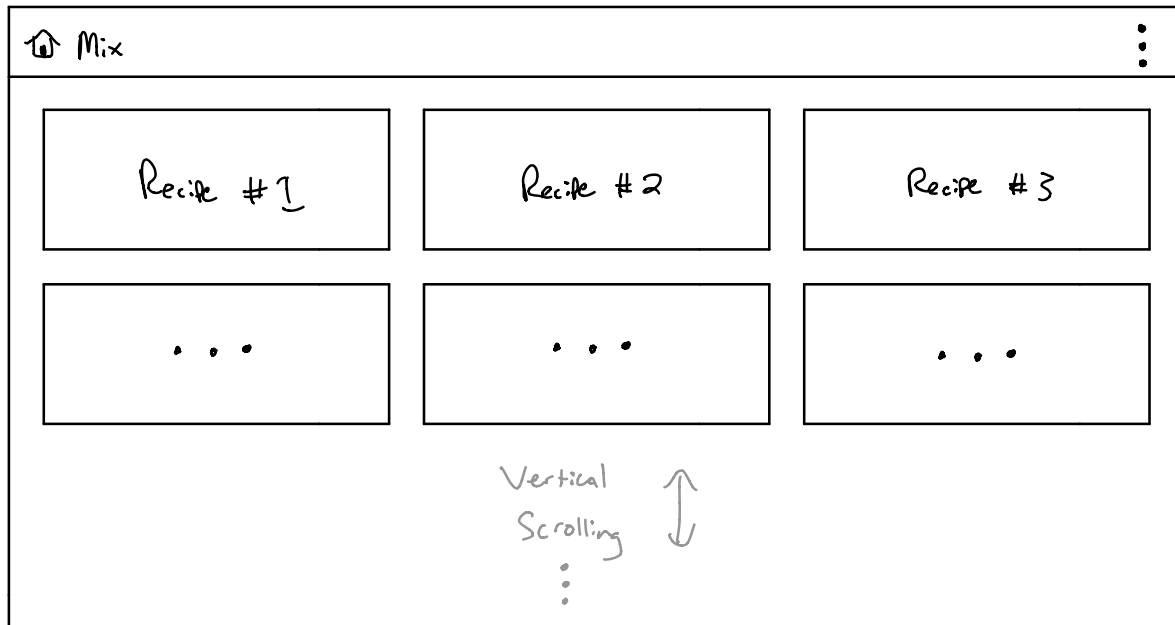 Mix
Recipe #1
Recipe #2
Recipe #3
...
...
...
Vertical
Scrolling